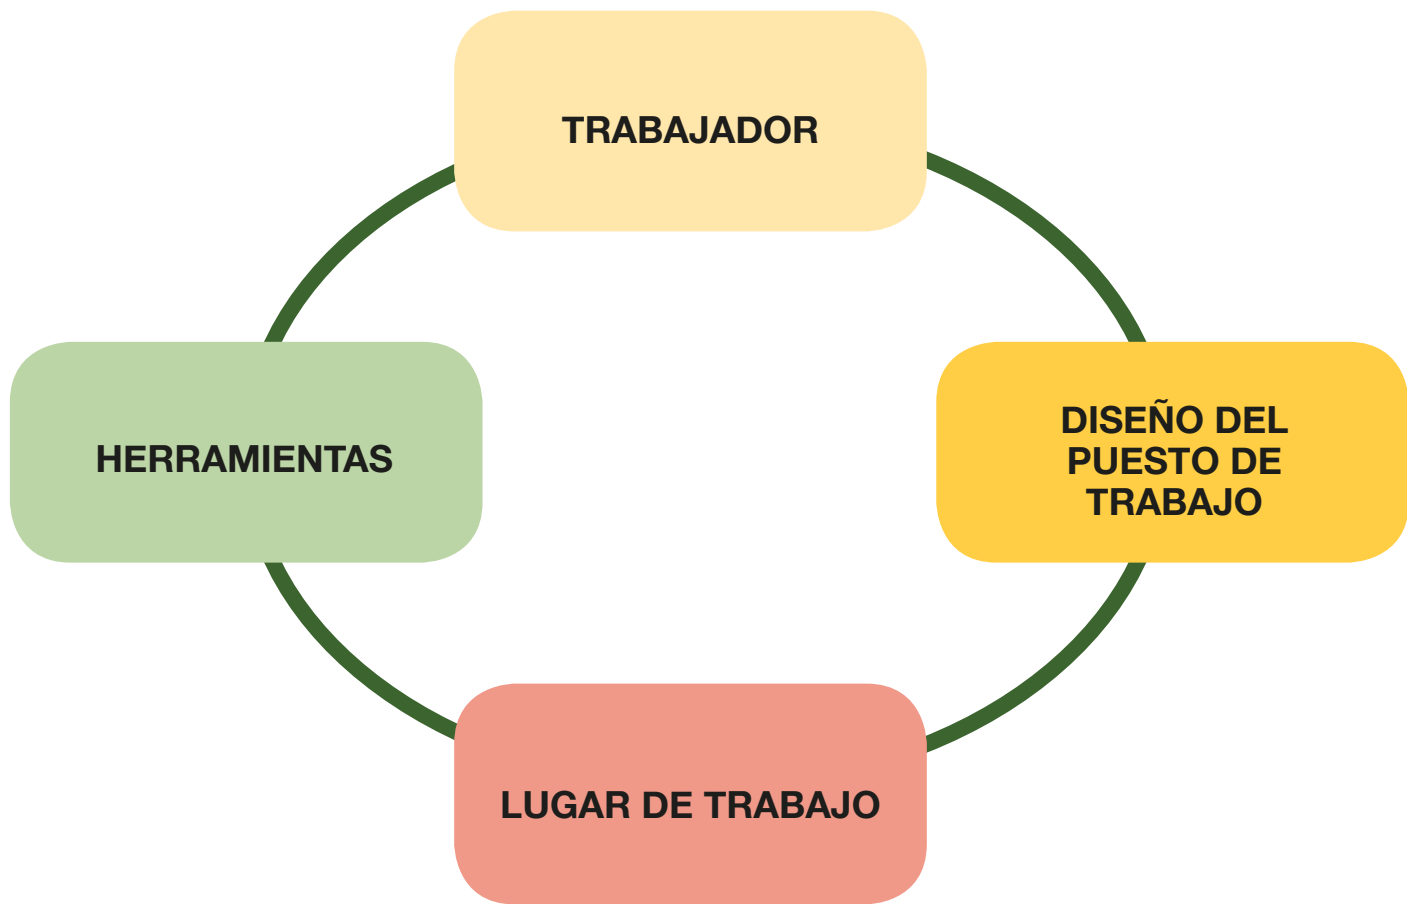 TRABAJADOR
HERRAMIENTAS
DISEÑO DEL
PUESTO DE
TRABAJO
LUGAR DE TRABAJO